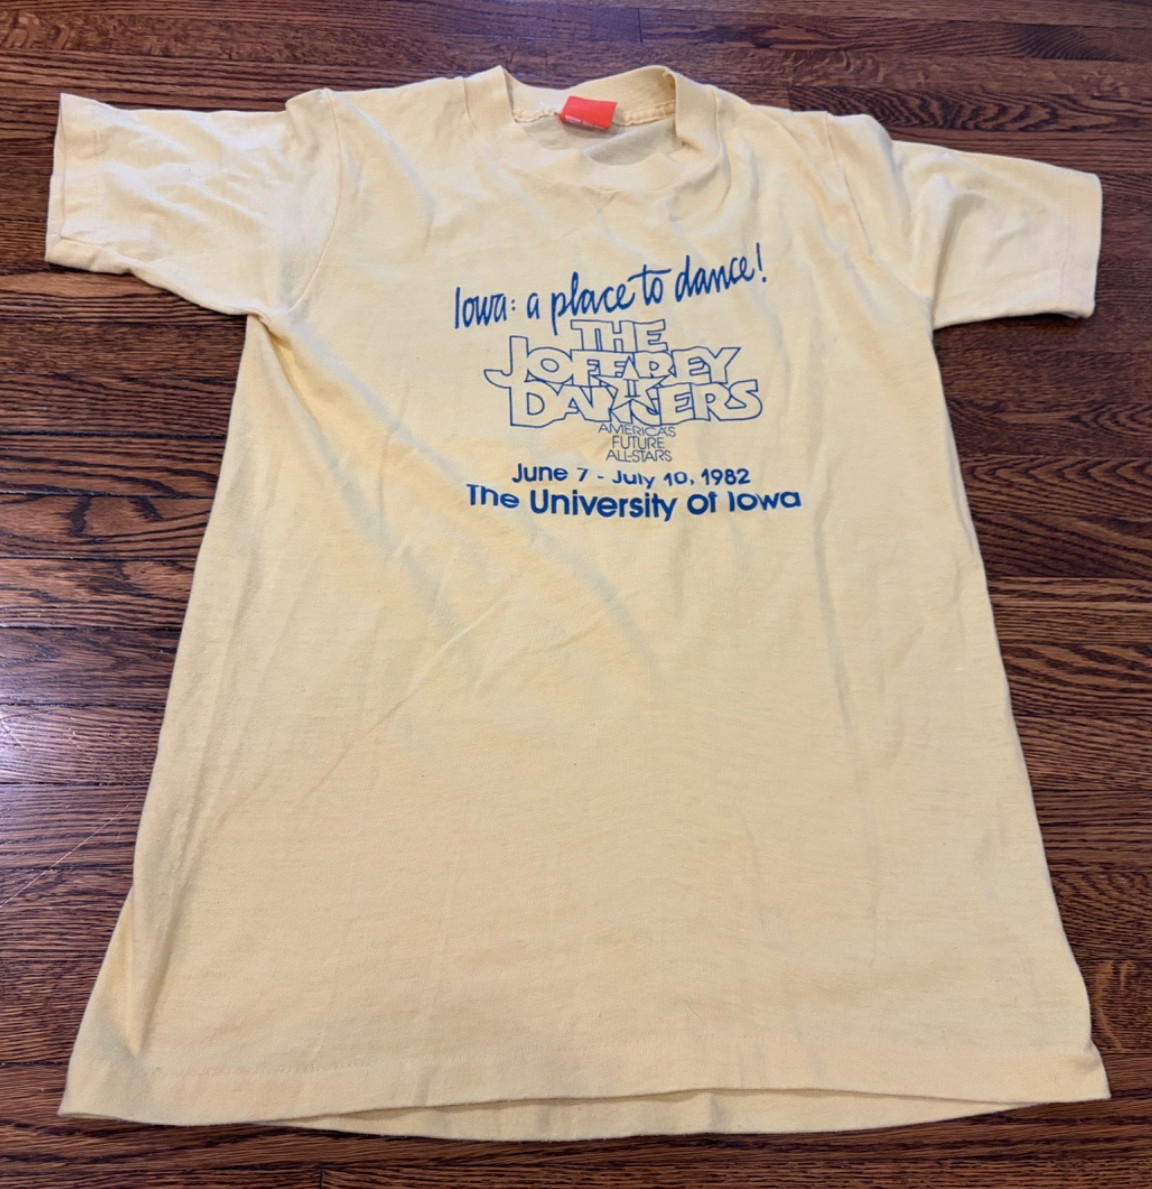 Iowa: a place to dance!
THE
JOFFREY
II
DANCERS
AMERICA'S
FUTURE
ALL-STARS
June 7 - July 10, 1982
The University of Iowa